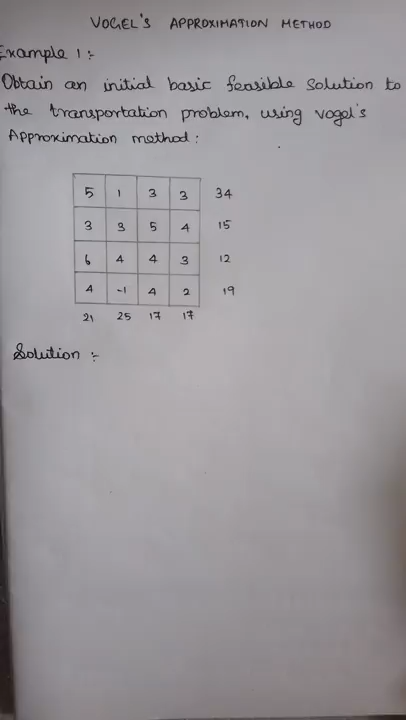 VOGEL'S APPROXIMATION METHOD
Example 1 :-
Obtain an initial basic feasible solution to
the transportation problem, using vogel's
Approximation method :
5 1 3 3 34
3 3 5 4 15
6 4 4 3 12
4 -1 4 2 19
21 25 17 17
Solution :-